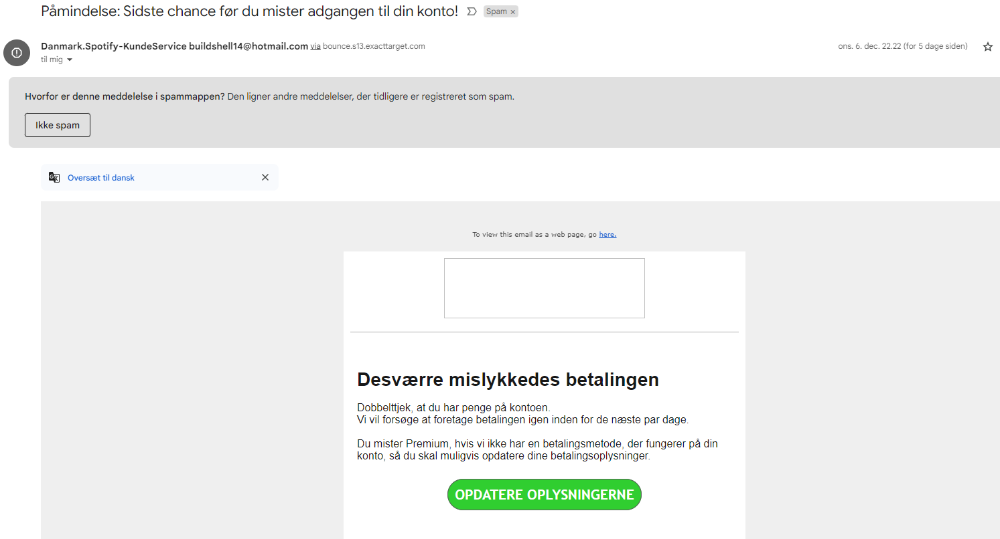 Påmindelse: Sidste chance før du mister adgangen til din konto! Spam ×
Danmark.Spotify-KundeService buildshell14@hotmail.com via bounce.s13.exacttarget.com ons. 6. dec. 22.22 (for 5 dage siden)
til mig
Hvorfor er denne meddelelse i spammappen? Den ligner andre meddelelser, der tidligere er registreret som spam.
Ikke spam
Oversæt til dansk
To view this email as a web page, go here.
Desværre mislykkedes betalingen
Dobbelttjek, at du har penge på kontoen.
Vi vil forsøge at foretage betalingen igen inden for de næste par dage.
Du mister Premium, hvis vi ikke har en betalingsmetode, der fungerer på din
konto, så du skal muligvis opdatere dine betalingsoplysninger.
OPDATERE OPLYSNINGERNE